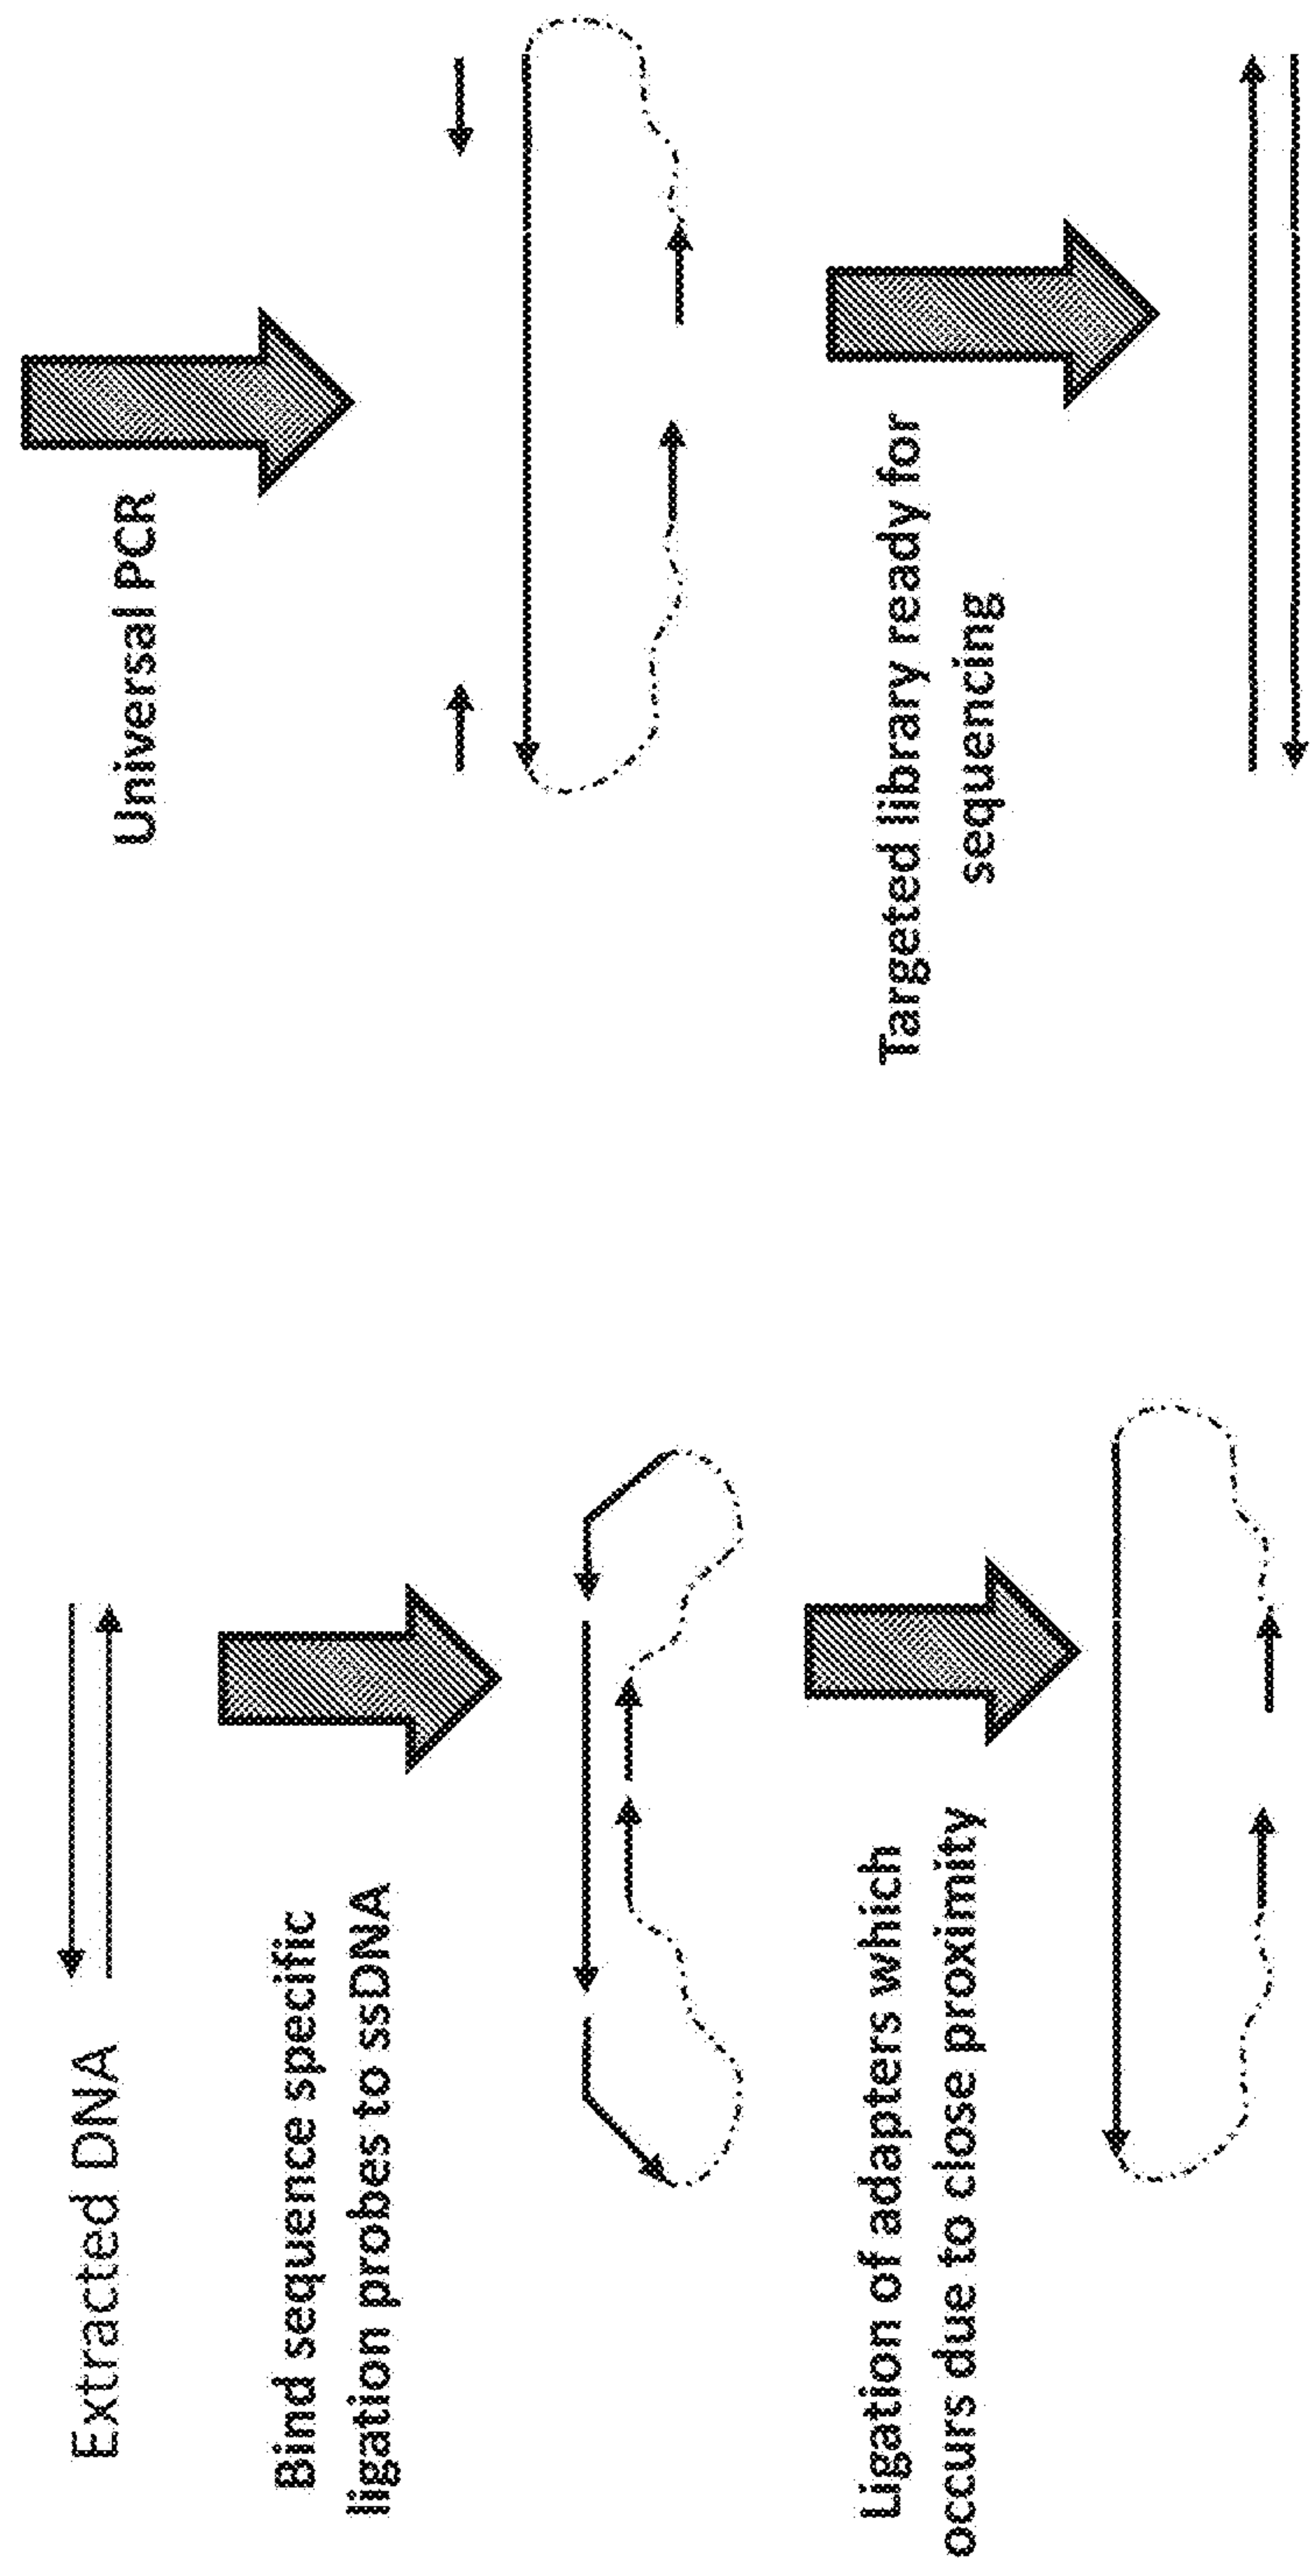 Extracted DNA
Bind sequence specific
ligation probes to ssDNA
Ligation of adapters which
occurs due to close proximity
Universal PCR
Targeted library ready for
sequencing